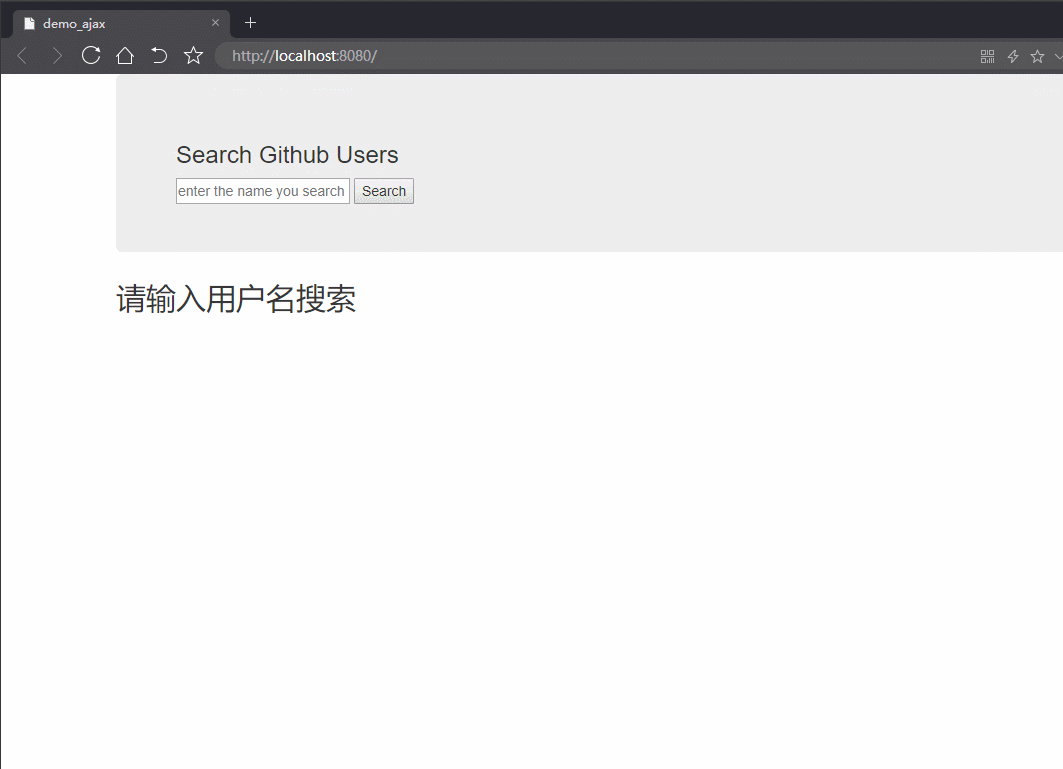 demo_ajax
http://localhost:8080/
Search Github Users
enter the name you search
Search
请输入用户名搜索